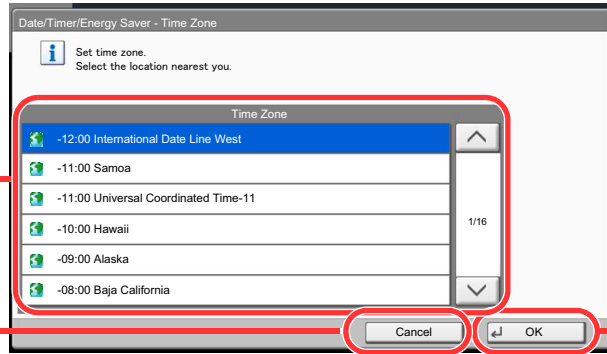 Date/Timer/Energy Saver - Time Zone
Set time zone.
Select the location nearest you.
Time Zone
-12:00 International Date Line West
-11:00 Samoa
-11:00 Universal Coordinated Time-11
-10:00 Hawaii
1/16
-09:00 Alaska
-08:00 Baja California
Cancel
OK